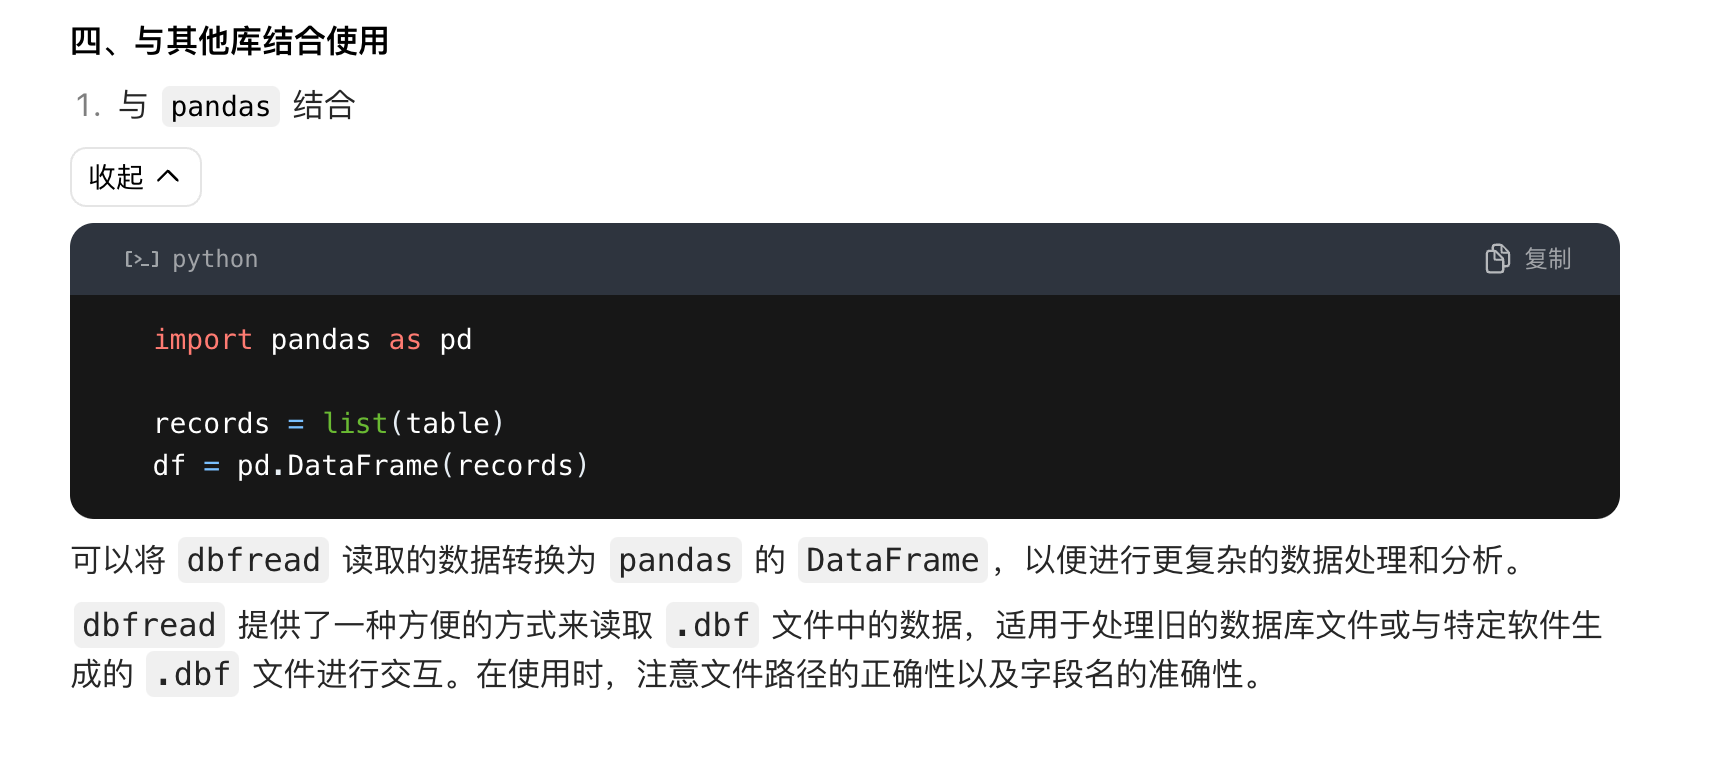 四、与其他库结合使用
1. 与 pandas 结合
收起
[>_] python 复制
import pandas as pd
records = list(table)
df = pd.DataFrame(records)
可以将 dbfread 读取的数据转换为 pandas 的 DataFrame，以便进行更复杂的数据处理和分析。
dbfread 提供了一种方便的方式来读取 .dbf 文件中的数据，适用于处理旧的数据库文件或与特定软件生
成的 .dbf 文件进行交互。在使用时，注意文件路径的正确性以及字段名的准确性。